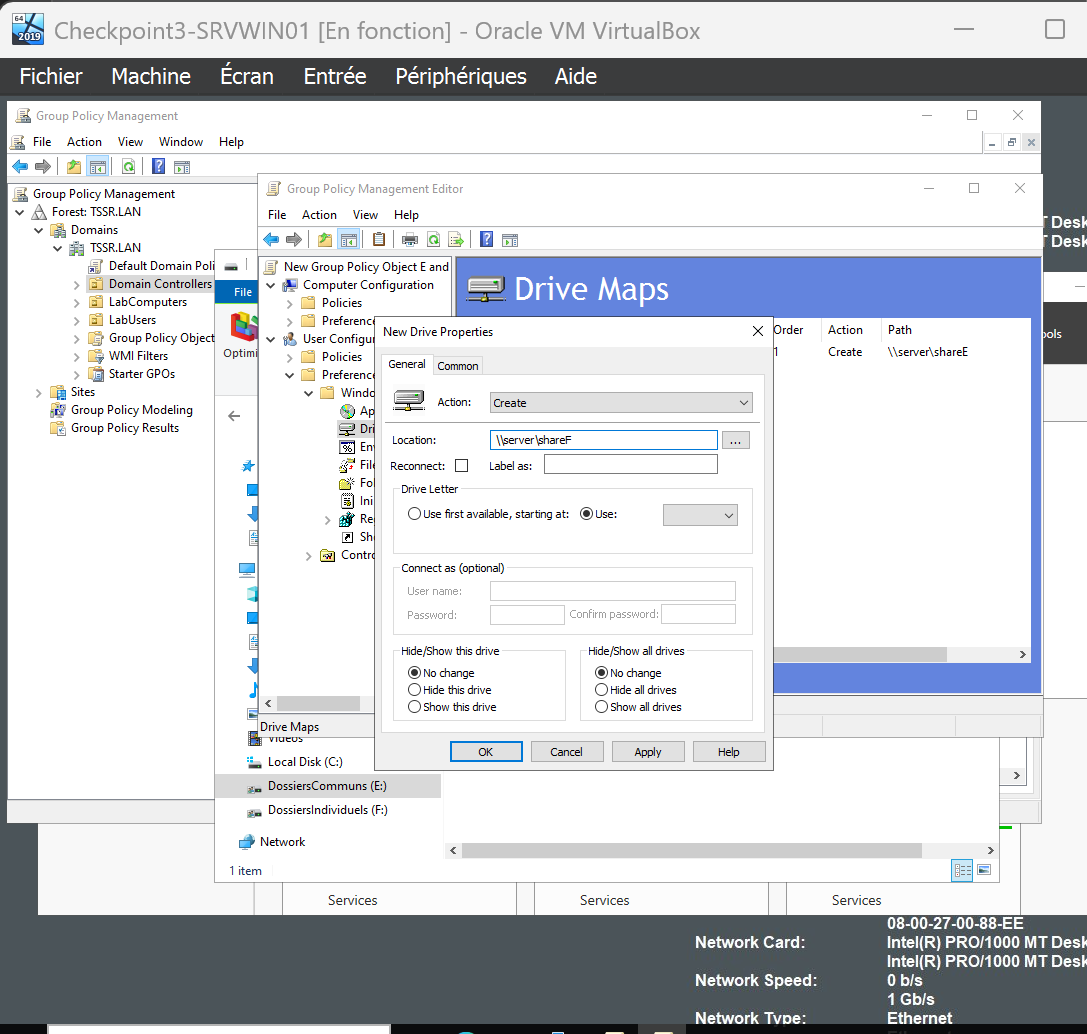 64
2019
Checkpoint3-SRVWIN01 [En fonction] - Oracle VM VirtualBox
Fichier Machine Écran Entrée Périphériques Aide
Group Policy Management
File Action View Window Help
Group Policy Management
Forest: TSSR.LAN
Domains
TSSR.LAN
Default Domain Poli
Domain Controllers
LabComputers
LabUsers
Group Policy Object
WMI Filters
Starter GPOs
Sites
Group Policy Modeling
Group Policy Results
Group Policy Management Editor
File Action View Help
New Group Policy Object E and
Computer Configuration
Policies
Preference
User Configur
Policies
Preference
Windo
Ap
Dri
En
File
Fol
Ini
Re
Sho
Contro
Drive Maps
Drive Maps
Order Action Path
1 Create \\server\shareE
New Drive Properties
General Common
Action: Create
Location: \\server\shareF ...
Reconnect: Label as:
Drive Letter
Use first available, starting at: Use:
Connect as (optional)
User name:
Password: Confirm password:
Hide/Show this drive
No change
Hide this drive
Show this drive
Hide/Show all drives
No change
Hide all drives
Show all drives
OK Cancel Apply Help
File
Optimi
Videos
Local Disk (C:)
DossiersCommuns (E:)
DossiersIndividuels (F:)
Network
1 item
T Desk
T Desk
ools
Services Services Services
08-00-27-00-88-EE
Network Card: Intel(R) PRO/1000 MT Desk
Intel(R) PRO/1000 MT Desk
Network Speed: 0 b/s
1 Gb/s
Network Type: Ethernet